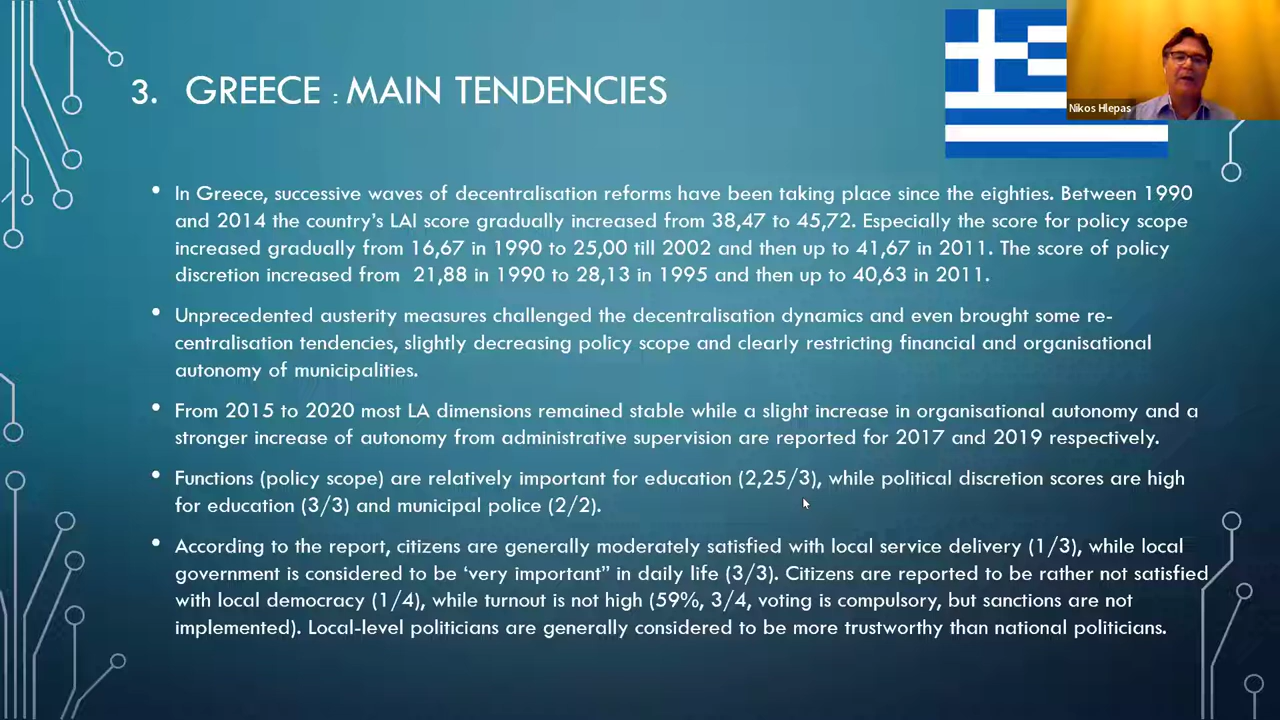 3. GREECE : MAIN TENDENCIES
Nikos Hlepas
• In Greece, successive waves of decentralisation reforms have been taking place since the eighties. Between 1990
and 2014 the country's LAI score gradually increased from 38,47 to 45,72. Especially the score for policy scope
increased gradually from 16,67 in 1990 to 25,00 till 2002 and then up to 41,67 in 2011. The score of policy
discretion increased from 21,88 in 1990 to 28,13 in 1995 and then up to 40,63 in 2011.
• Unprecedented austerity measures challenged the decentralisation dynamics and even brought some re-
centralisation tendencies, slightly decreasing policy scope and clearly restricting financial and organisational
autonomy of municipalities.
• From 2015 to 2020 most LA dimensions remained stable while a slight increase in organisational autonomy and a
stronger increase of autonomy from administrative supervision are reported for 2017 and 2019 respectively.
• Functions (policy scope) are relatively important for education (2,25/3), while political discretion scores are high
for education (3/3) and municipal police (2/2).
• According to the report, citizens are generally moderately satisfied with local service delivery (1/3), while local
government is considered to be ‘very important” in daily life (3/3). Citizens are reported to be rather not satisfied
with local democracy (1/4), while turnout is not high (59%, 3/4, voting is compulsory, but sanctions are not
implemented). Local-level politicians are generally considered to be more trustworthy than national politicians.